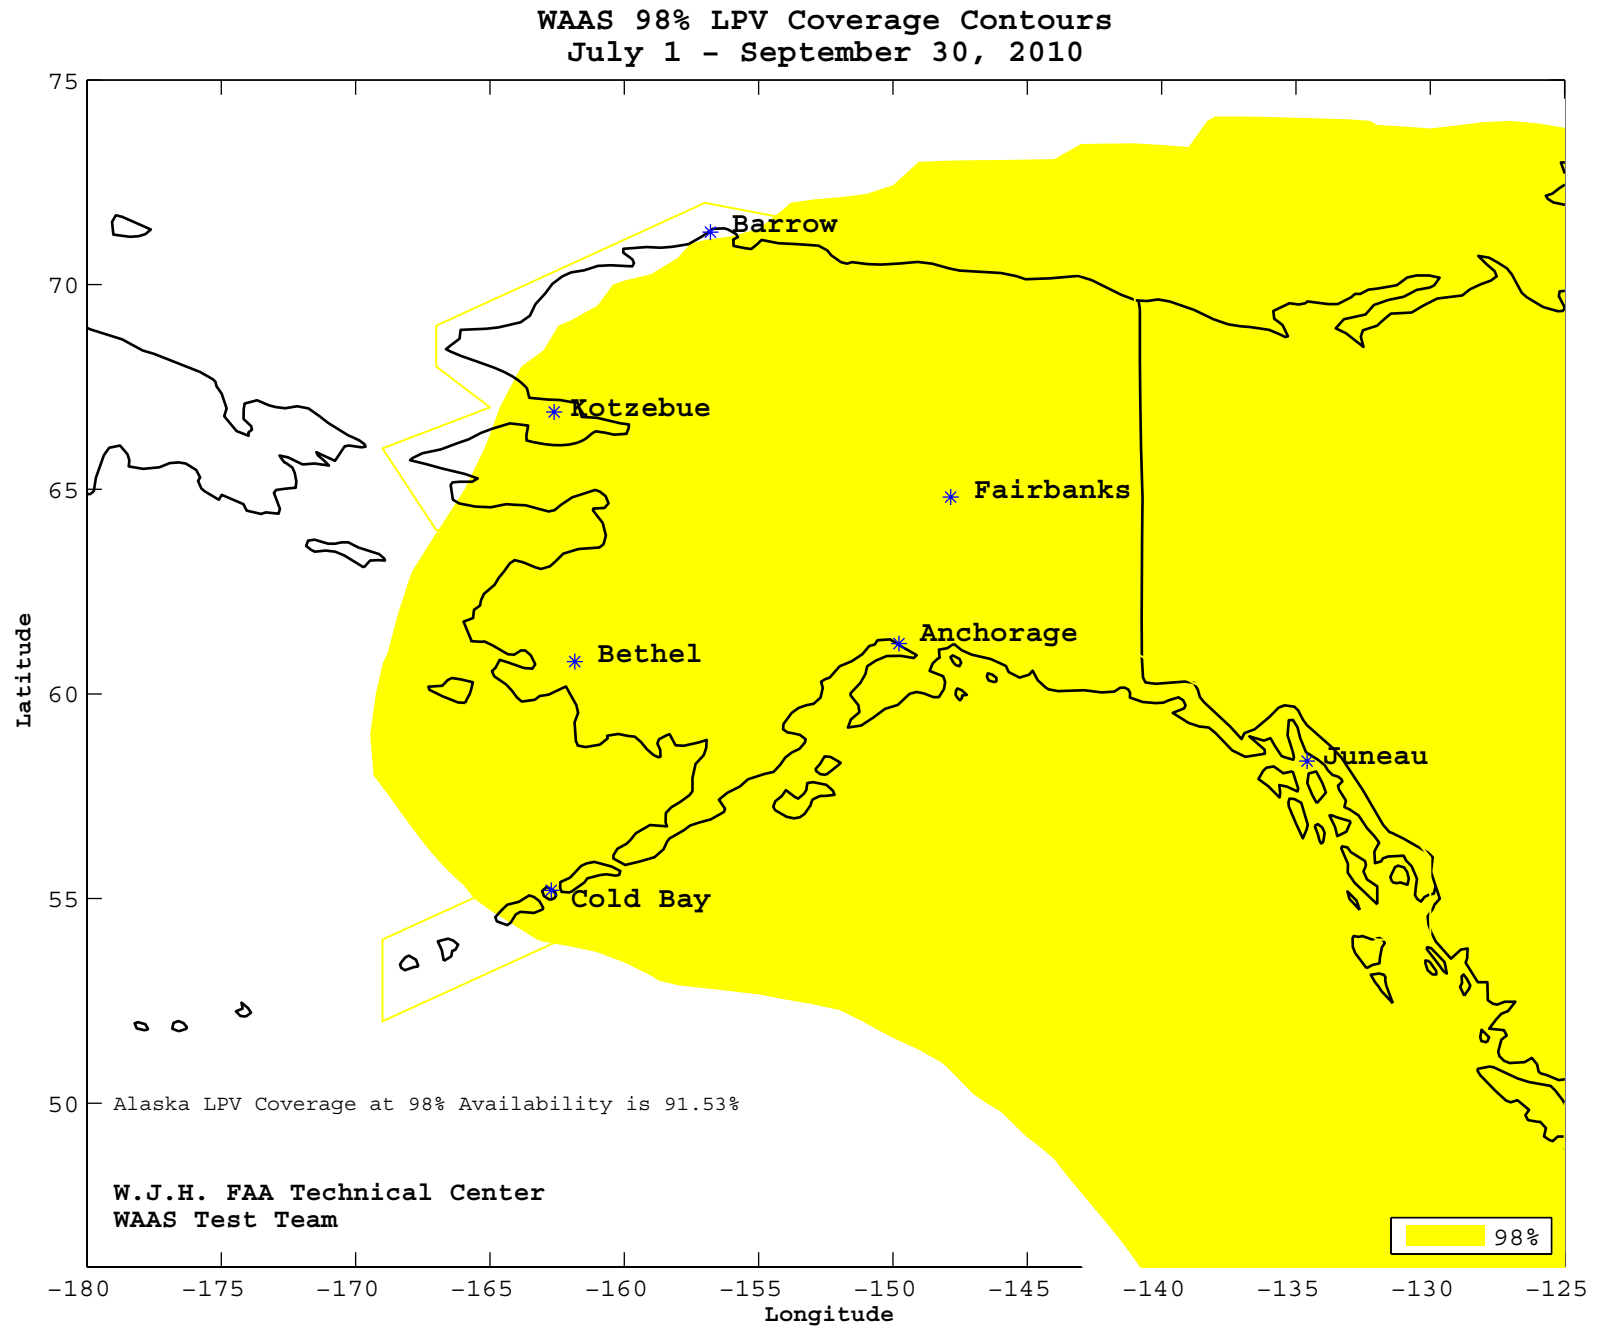 WAAS 98% LPV Coverage Contours
July 1 - September 30, 2010
75
70
65
60
55
50
Latitude
Barrow
Kotzebue
Fairbanks
Anchorage
Bethel
Juneau
Cold Bay
Alaska LPV Coverage at 98% Availability is 91.53%
W.J.H. FAA Technical Center
WAAS Test Team
98%
-180 -175 -170 -165 -160 -155 -150 -145 -140 -135 -130 -125
Longitude